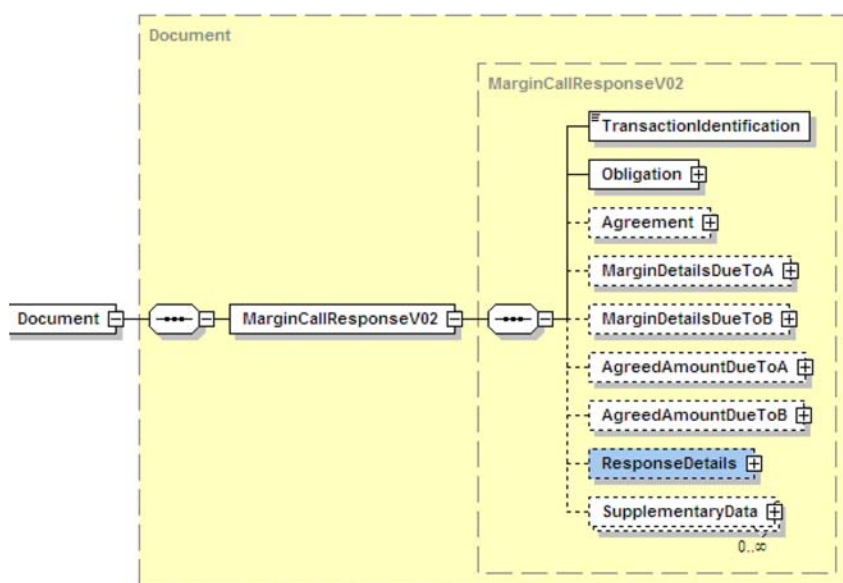 Document
MarginCallResponseV02
TransactionIdentification
Obligation
Agreement
MarginDetailsDueToA
Document
MarginCallResponseV02
MarginDetailsDueToB
AgreedAmountDueToA
AgreedAmountDueToB
ResponseDetails
SupplementaryData
0..∞